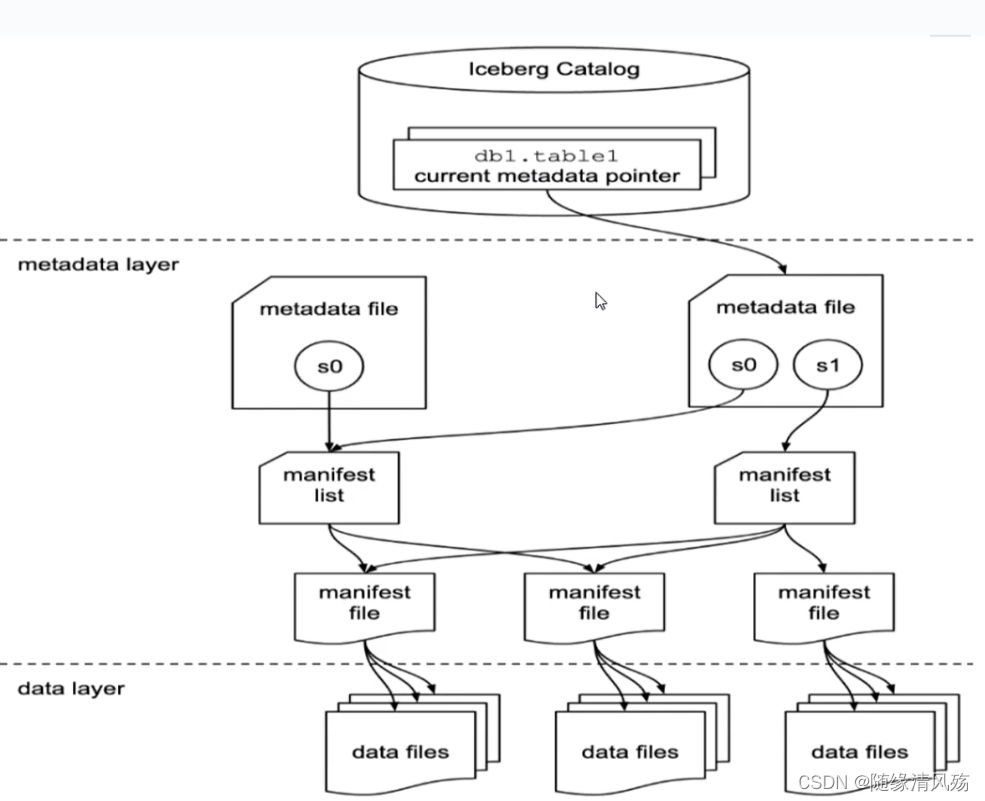 Iceberg Catalog
db1.table1
current metadata pointer
metadata layer
metadata file
s0
metadata file
s0
s1
manifest
list
manifest
list
manifest
file
manifest
file
manifest
file
data layer
data files
data files
data files
CSDN @随缘清风殇